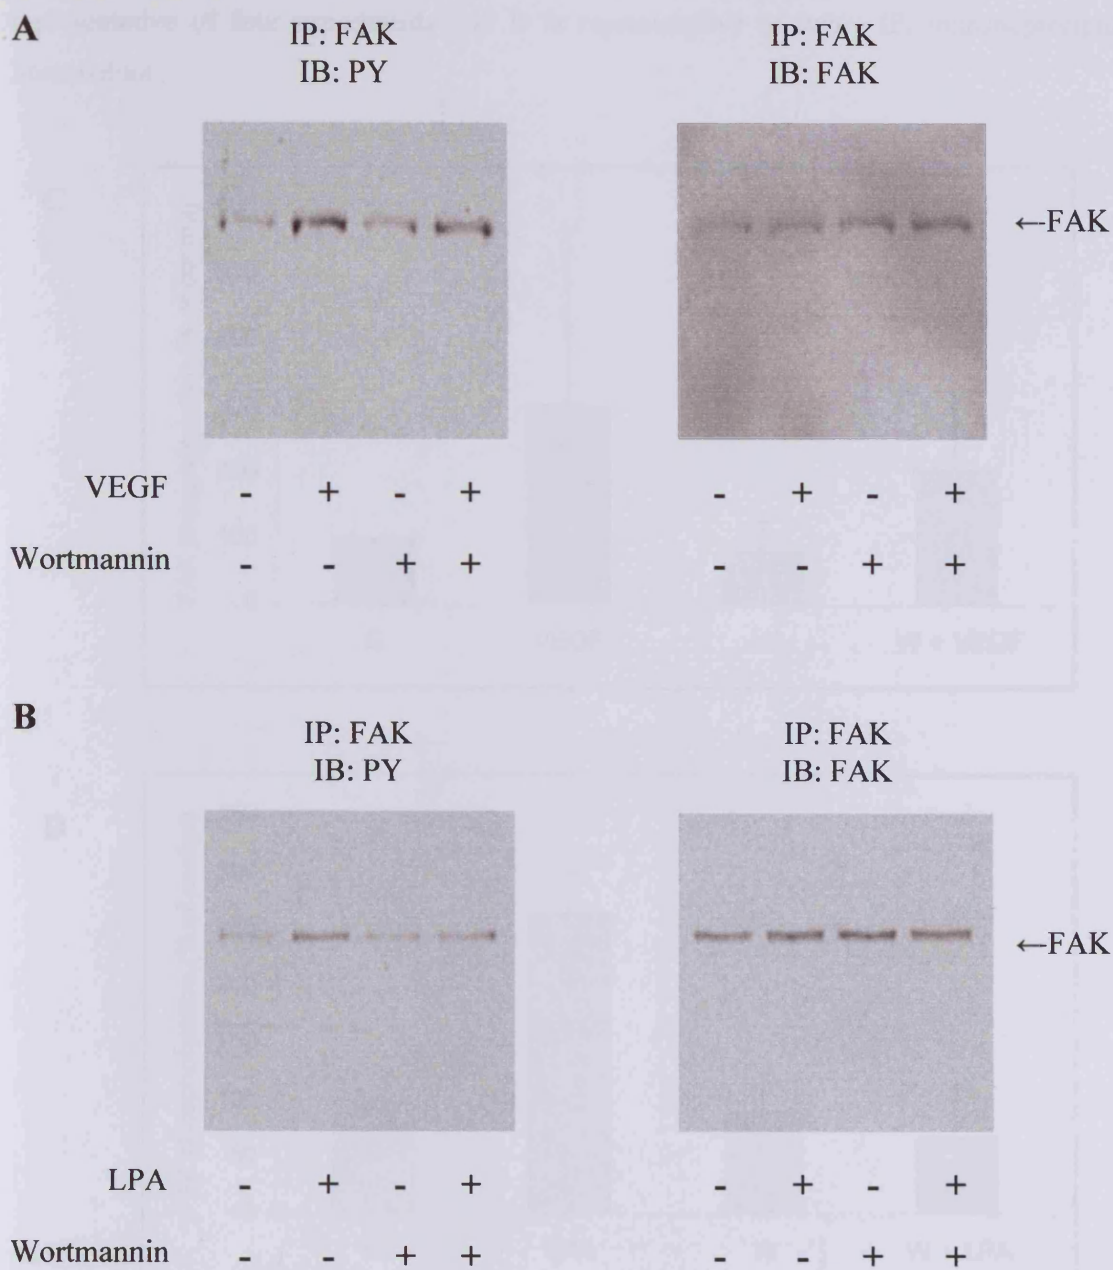 A
IP: FAK
IB: PY
IP: FAK
IB: FAK
←FAK
VEGF - + - + - + - +
Wortmannin - - + + - - + +
B
IP: FAK
IB: PY
IP: FAK
IB: FAK
←FAK
LPA - + - + - + - +
Wortmannin - - + + - - + +